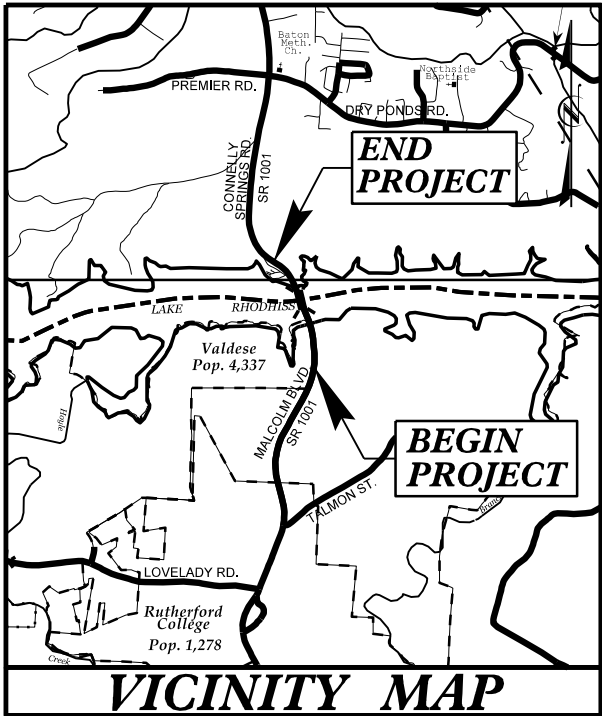 Baton
Meth.
Ch.
Northside
Baptist
PREMIER RD.
DRY PONDS RD.
CONNELLY
SPRINGS RD.
SR 1001
END
PROJECT
N
LAKE RHODHISS
Valdese
Pop. 4,337
MALCOLM BLVD.
SR 1001
Hoyle
BEGIN
PROJECT
TALMON ST.
Branch
LOVELADY RD.
Rutherford
College
Pop. 1,278
Creek
VICINITY MAP